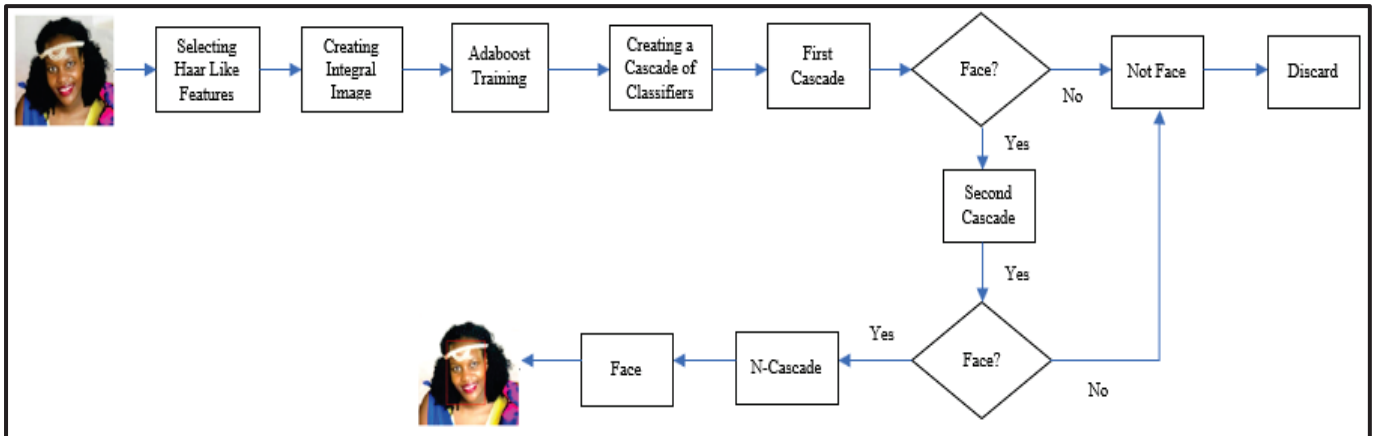 Selecting
Haar Like
Features
Creating
Integral
Image
Adaboost
Training
Creating a
Cascade of
Classifiers
First
Cascade
Face?
No
Not Face
Discard
Yes
Second
Cascade
Yes
Face?
No
Yes
N-Cascade
Face